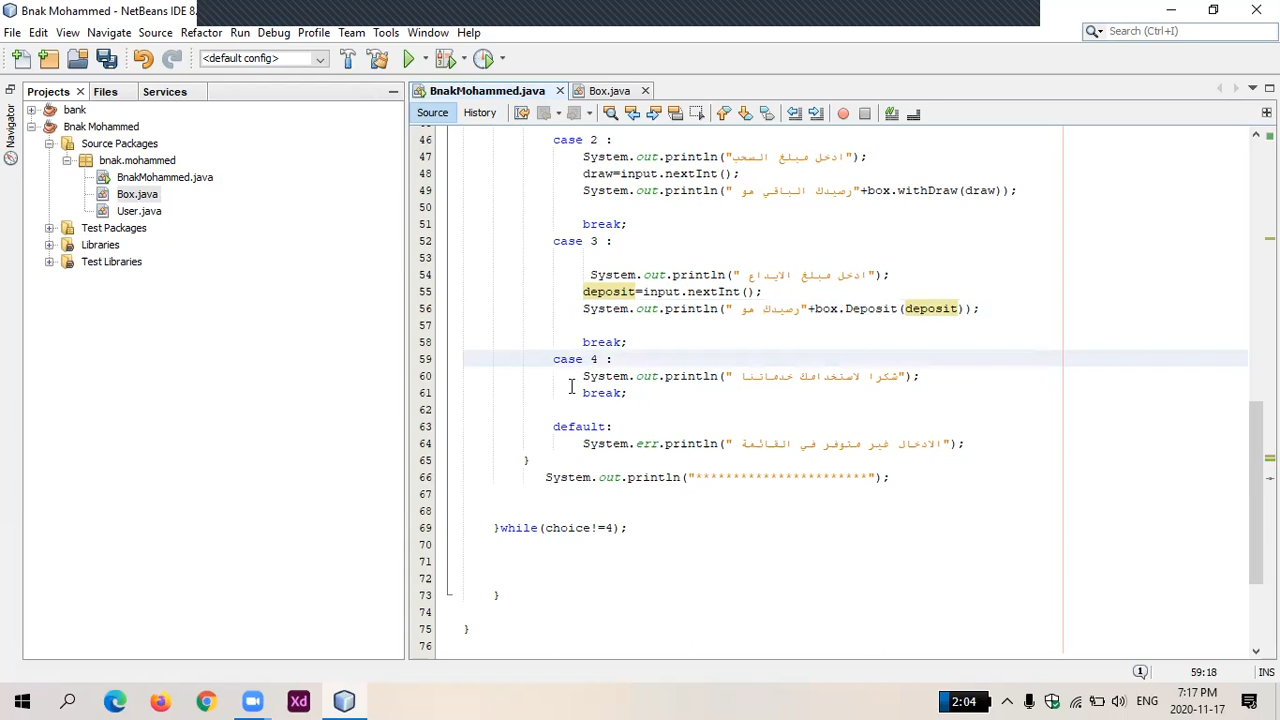 Bnak Mohammed - NetBeans IDE 8.
File Edit View Navigate Source Refactor Run Debug Profile Team Tools Window Help
Search (Ctrl+I)
<default config>
Projects Files Services
BnakMohammed.java Box.java
Source History
Navigator
bank
Bnak Mohammed
Source Packages
bnak.mohammed
BnakMohammed.java
Box.java
User.java
Test Packages
Libraries
Test Libraries
46 case 2 :
47 System.out.println("ادخل مبلغ السحب");
48 draw=input.nextInt();
49 System.out.println(" رصيدك الباقي هو"+box.withDraw(draw));
50
51 break;
52 case 3 :
53
54 System.out.println(" ادخل مبلغ الايداع");
55 deposit=input.nextInt();
56 System.out.println(" رصيدك هو"+box.Deposit(deposit));
57
58 break;
59 case 4 :
60 System.out.println(" شكرا لاستخدامك خدماتنا");
61 break;
62
63 default:
64 System.err.println(" الادخال غير متوفر في القائمة");
65 }
66 System.out.println("***********************");
67
68
69 }while(choice!=4);
70
71
72
73 }
74
75 }
76
59:18 INS
2:04 ENG 7:17 PM
2020-11-17
Xd